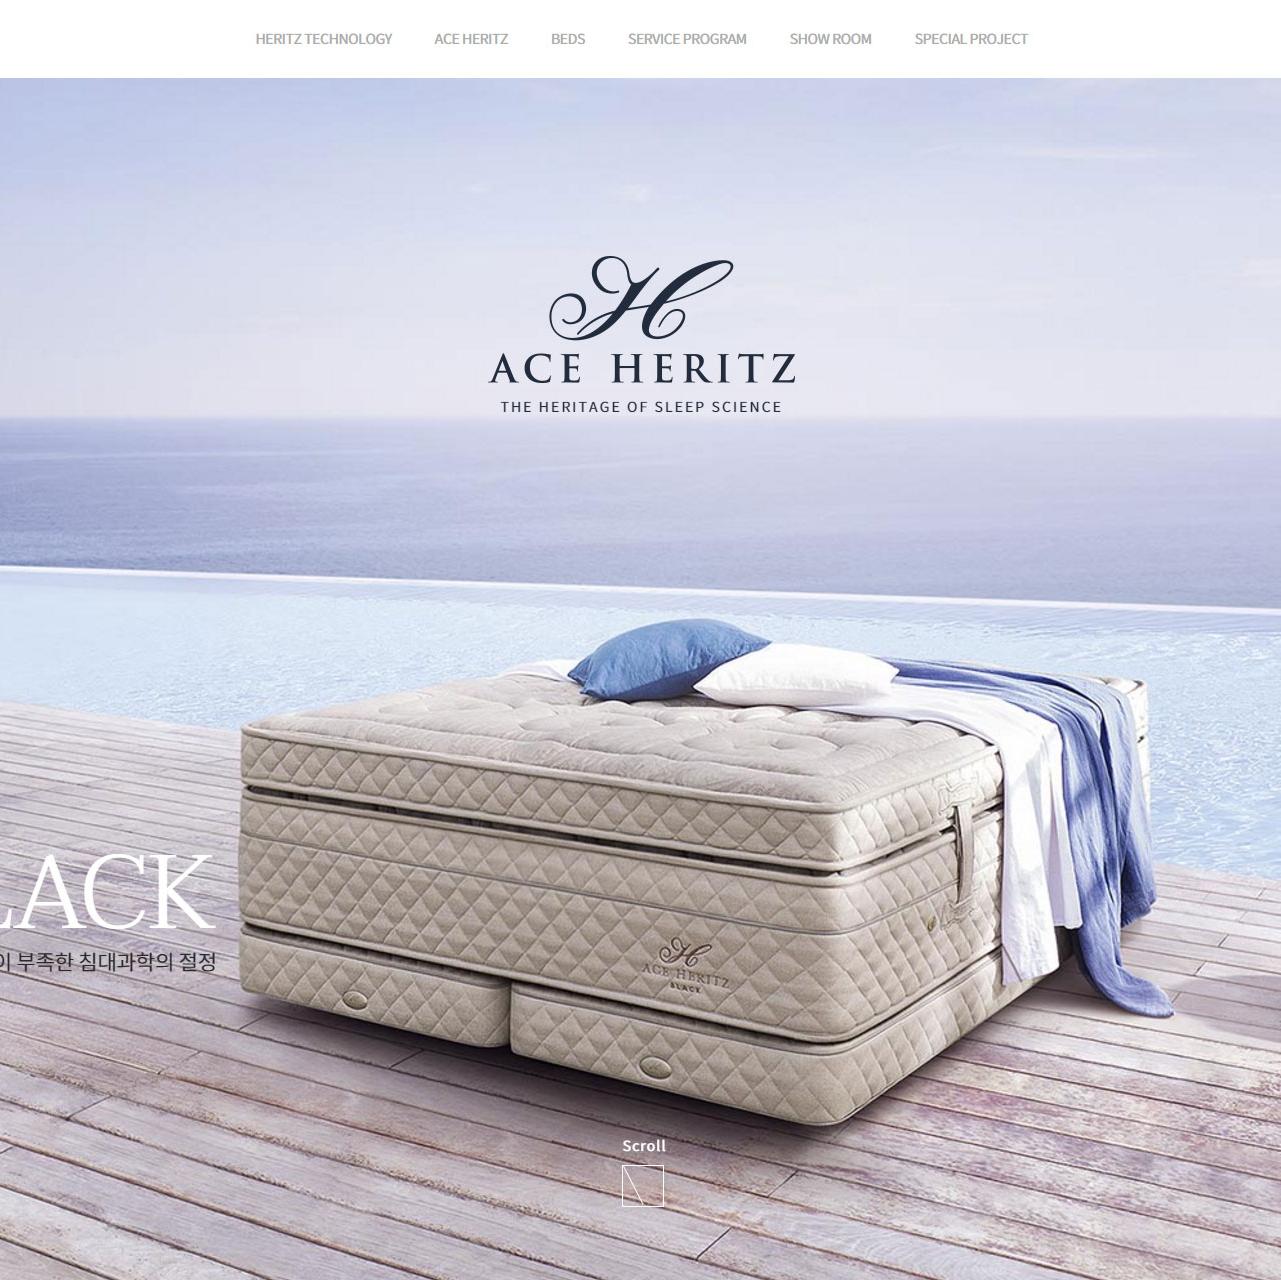 HERITZ TECHNOLOGY ACE HERITZ BEDS SERVICE PROGRAM SHOW ROOM SPECIAL PROJECT
H
ACE HERITZ
THE HERITAGE OF SLEEP SCIENCE
LACK
부족한 침대과학의 절정
H
ACE HERITZ
BLACK
Scroll